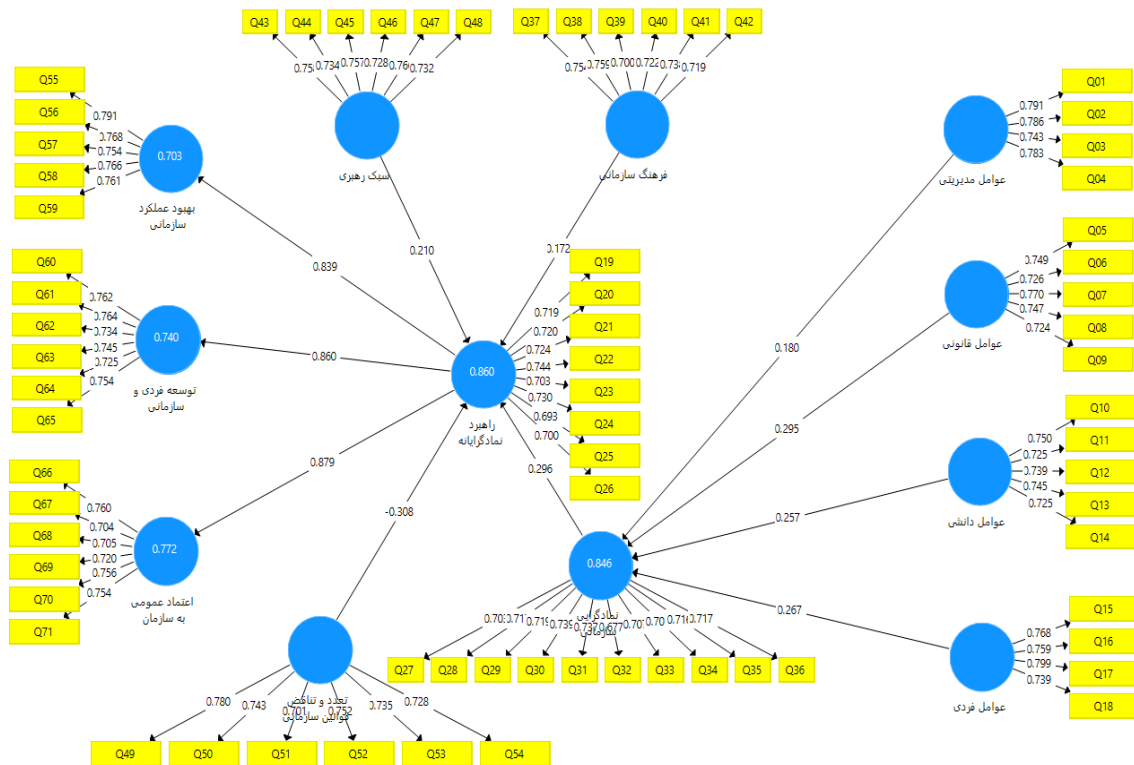 Q43 Q44 Q45 Q46 Q47 Q48
0.734 0.728 0.732
سبک رهبری
Q37 Q38 Q39 Q40 Q41 Q42
0.719
فرهنگ سازمانی
Q01
Q02
Q03
Q04
0.791
0.786
0.743
0.783
عوامل مدیریتی
Q55
Q56
Q57
Q58
Q59
0.791
0.768
0.754
0.766
0.761
0.703
بهبود عملکرد
سازمانی
0.210
0.839
Q05
Q06
Q07
Q08
Q09
0.749
0.726
0.770
0.747
0.724
عوامل قانونی
Q60
Q61
Q62
Q63
Q64
Q65
0.762
0.764
0.734
0.745
0.725
0.754
0.740
توسعه فردی و
سازمانی
0.860
0.860
راهبرد
نمادگرایانه
Q19
Q20
Q21
Q22
Q23
Q24
Q25
Q26
0.719
0.720
0.724
0.744
0.703
0.730
0.693
0.700
0.180
0.295
Q10
Q11
Q12
Q13
Q14
0.750
0.725
0.739
0.745
0.725
عوامل دانشی
Q66
Q67
Q68
Q69
Q70
Q71
0.760
0.704
0.705
0.720
0.756
0.754
0.772
اعتماد عمومی
به سازمان
0.879
-0.308
0.296
0.257
0.267
0.846
نمادگرایی
سازمانی
0.717
Q27 Q28 Q29 Q30 Q31 Q32 Q33 Q34 Q35 Q36
Q15
Q16
Q17
Q18
0.768
0.759
0.799
0.739
عوامل فردی
تعدد و تناقض
قوانین سازمانی
0.780 0.743 0.701 0.752 0.735 0.728
Q49 Q50 Q51 Q52 Q53 Q54